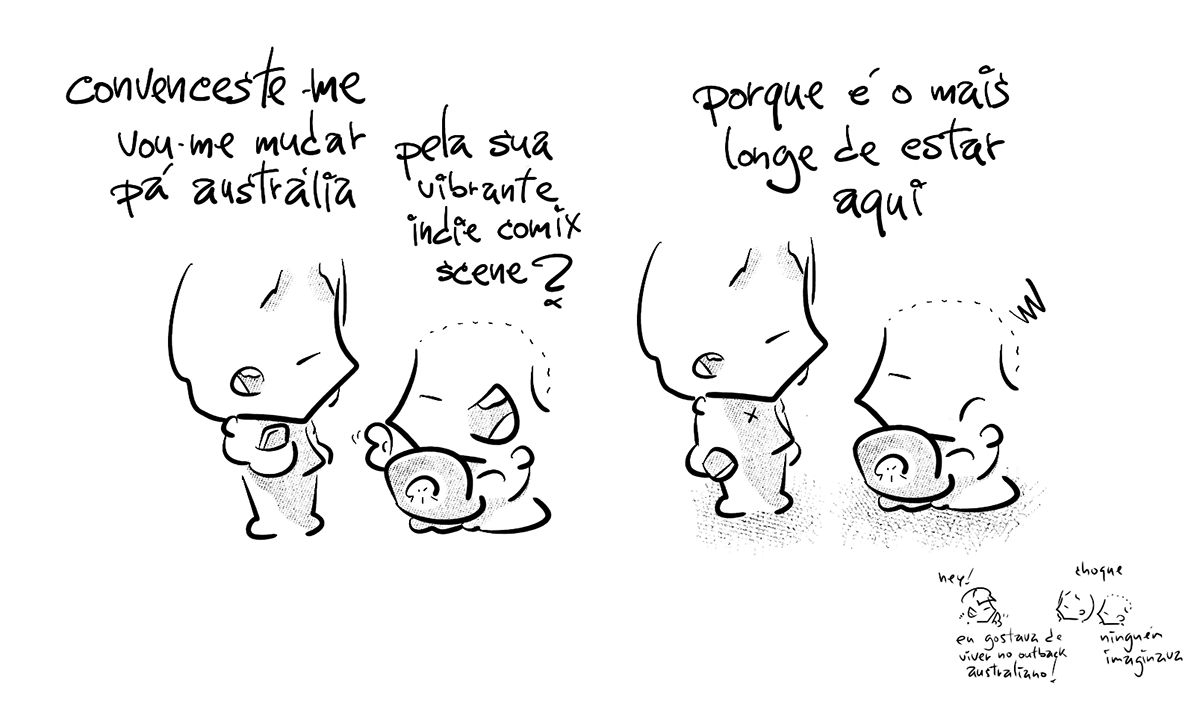 convenceste-me
vou-me mudar
pá austrália
pela sua
vibrante
indie comix
scene?
porque é o mais
longe de estar
aqui
hey!
eu gostava de
viver no outback
australiano!
choque
ninguém
imaginava